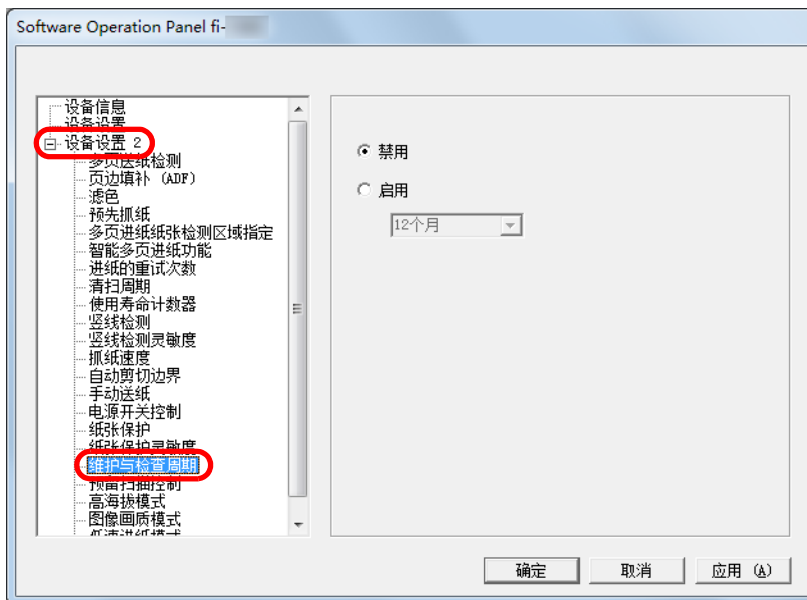 Software Operation Panel fi-
设备信息
设备设置
设备设置 2
多页送纸检测
页边填补 (ADF)
滤色
预先抓纸
多页进纸纸张检测区域指定
智能多页进纸功能
进纸的重试次数
清扫周期
使用寿命计数器
竖线检测
竖线检测灵敏度
抓纸速度
自动剪切边界
手动送纸
电源开关控制
纸张保护
纸张保护灵敏度
维护与检查周期
预留扫描控制
高海拔模式
图像画质模式
低速进纸模式
禁用
启用
12个月
确定 取消 应用 (A)